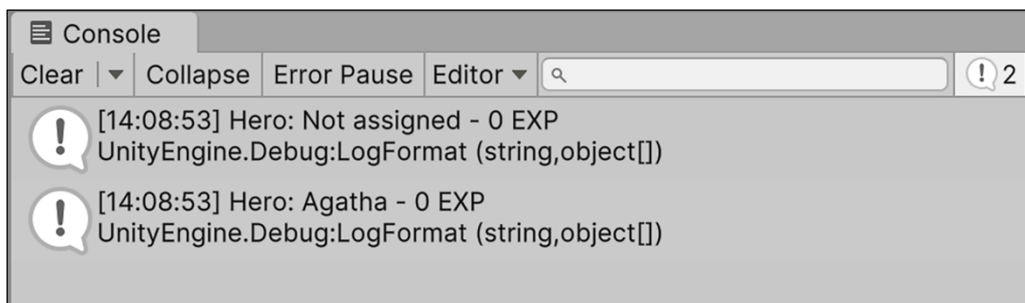 Console
Clear Collapse Error Pause Editor 2
[14:08:53] Hero: Not assigned - 0 EXP
UnityEngine.Debug:LogFormat (string,object[])
[14:08:53] Hero: Agatha - 0 EXP
UnityEngine.Debug:LogFormat (string,object[])